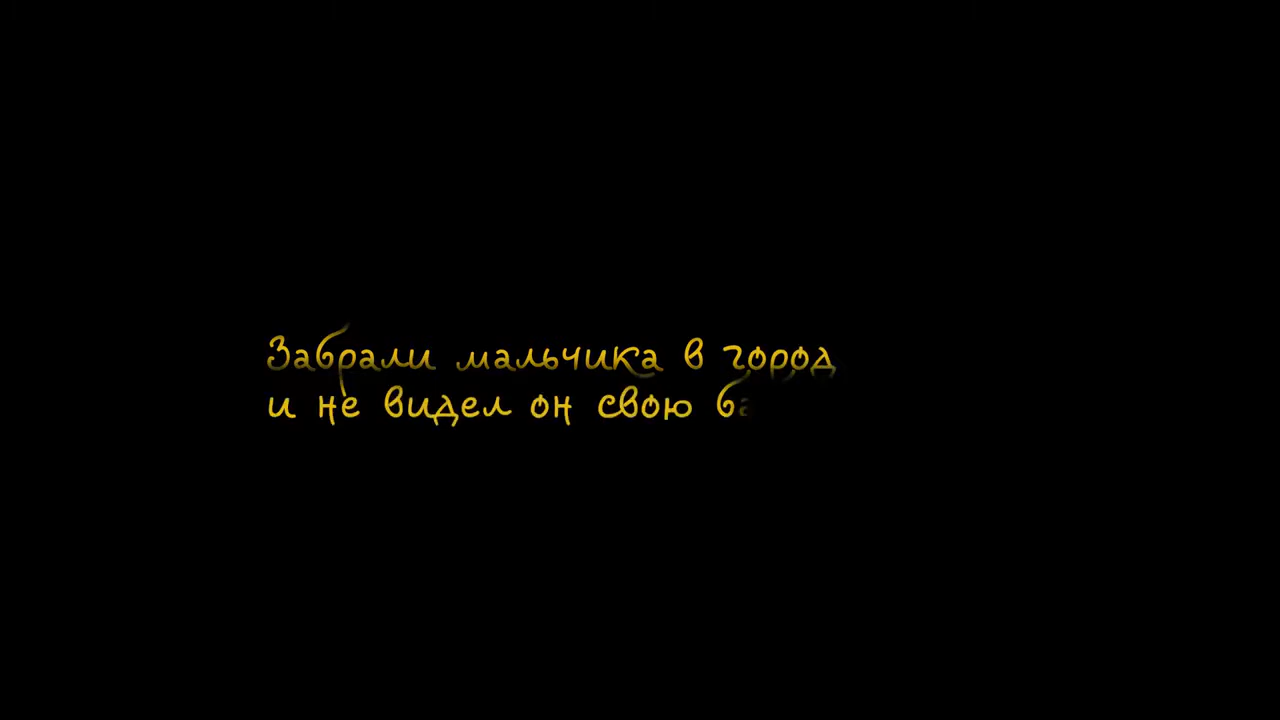 Забрали мальчика в город
и не видел он свою